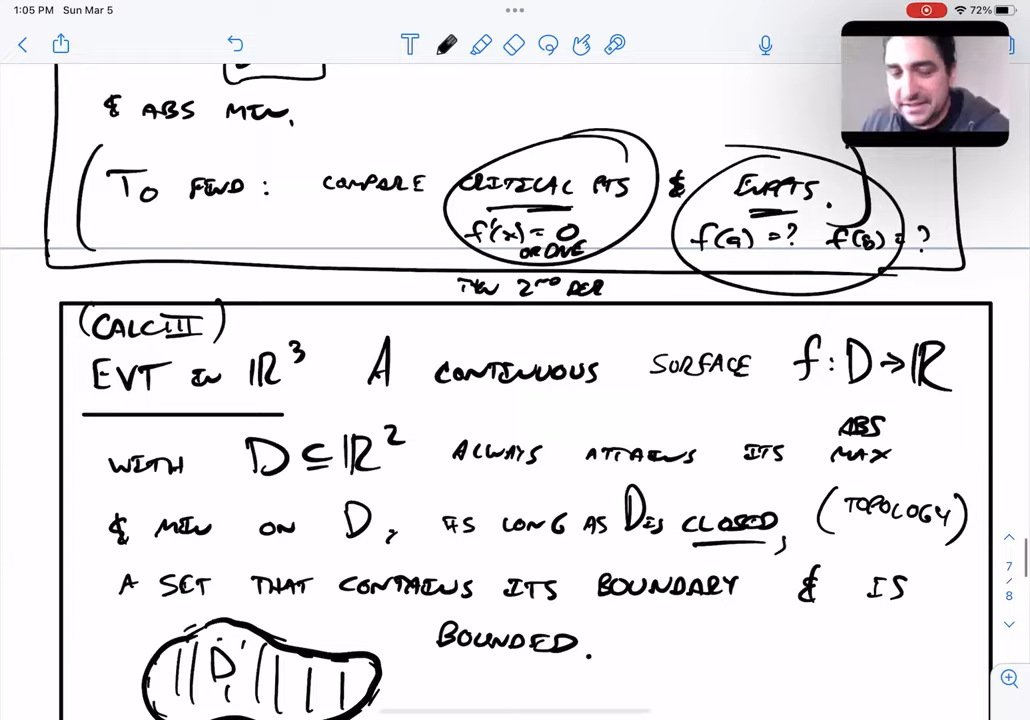 1:05 PM Sun Mar 5
72%
& ABS MIN.
TO FIND: COMPARE CRITICAL PTS & ENPTS.
f'(x) = 0 f(a) = ? f(b) = ?
OR DNE
THEN 2ND DER
(CALC III)
EVT IN ℝ³ A CONTINUOUS SURFACE f: D → ℝ
WITH D ⊆ ℝ² ALWAYS ATTAINS ITS ABS MAX
& MIN ON D, AS LONG AS D IS CLOSED, (TOPOLOGY)
A SET THAT CONTAINS ITS BOUNDARY & IS
BOUNDED.
D
7/8